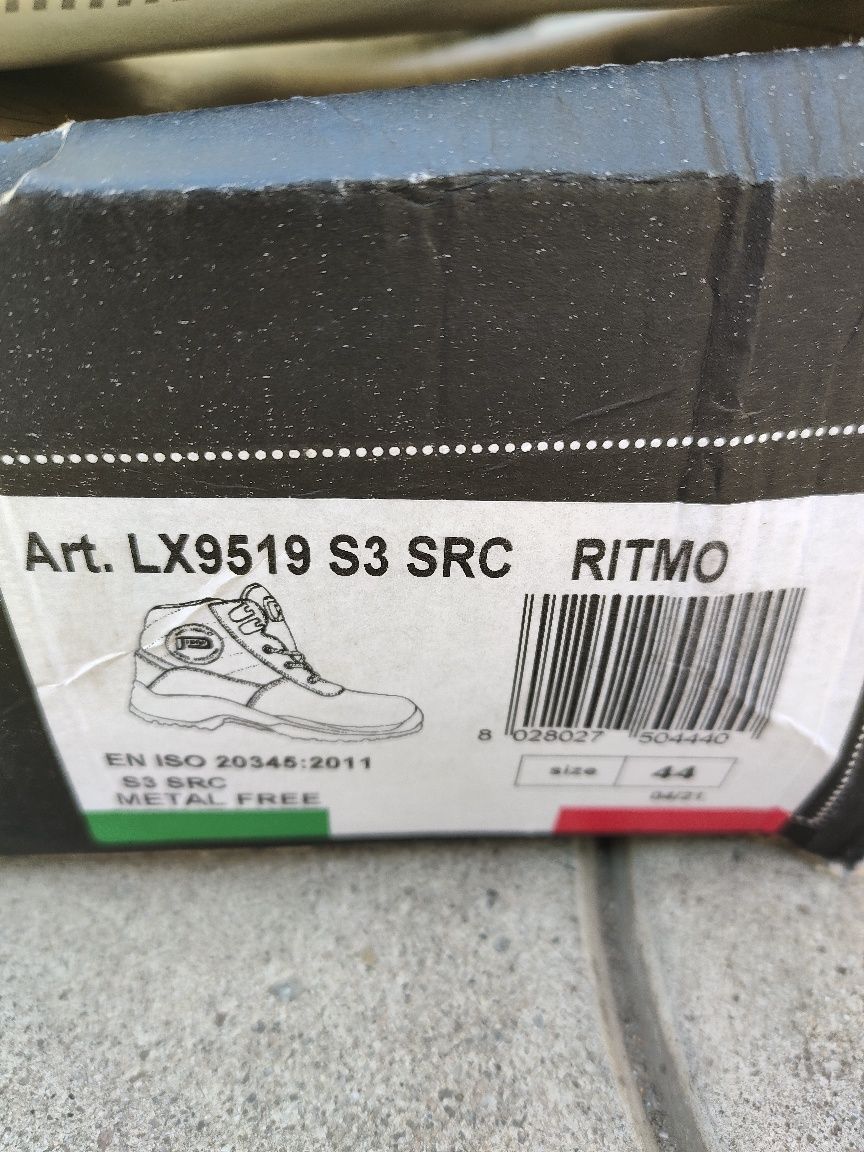 Art. LX9519 S3 SRC RITMO
8 028027 504440
EN ISO 20345:2011
S3 SRC
METAL FREE
size 44
04/21